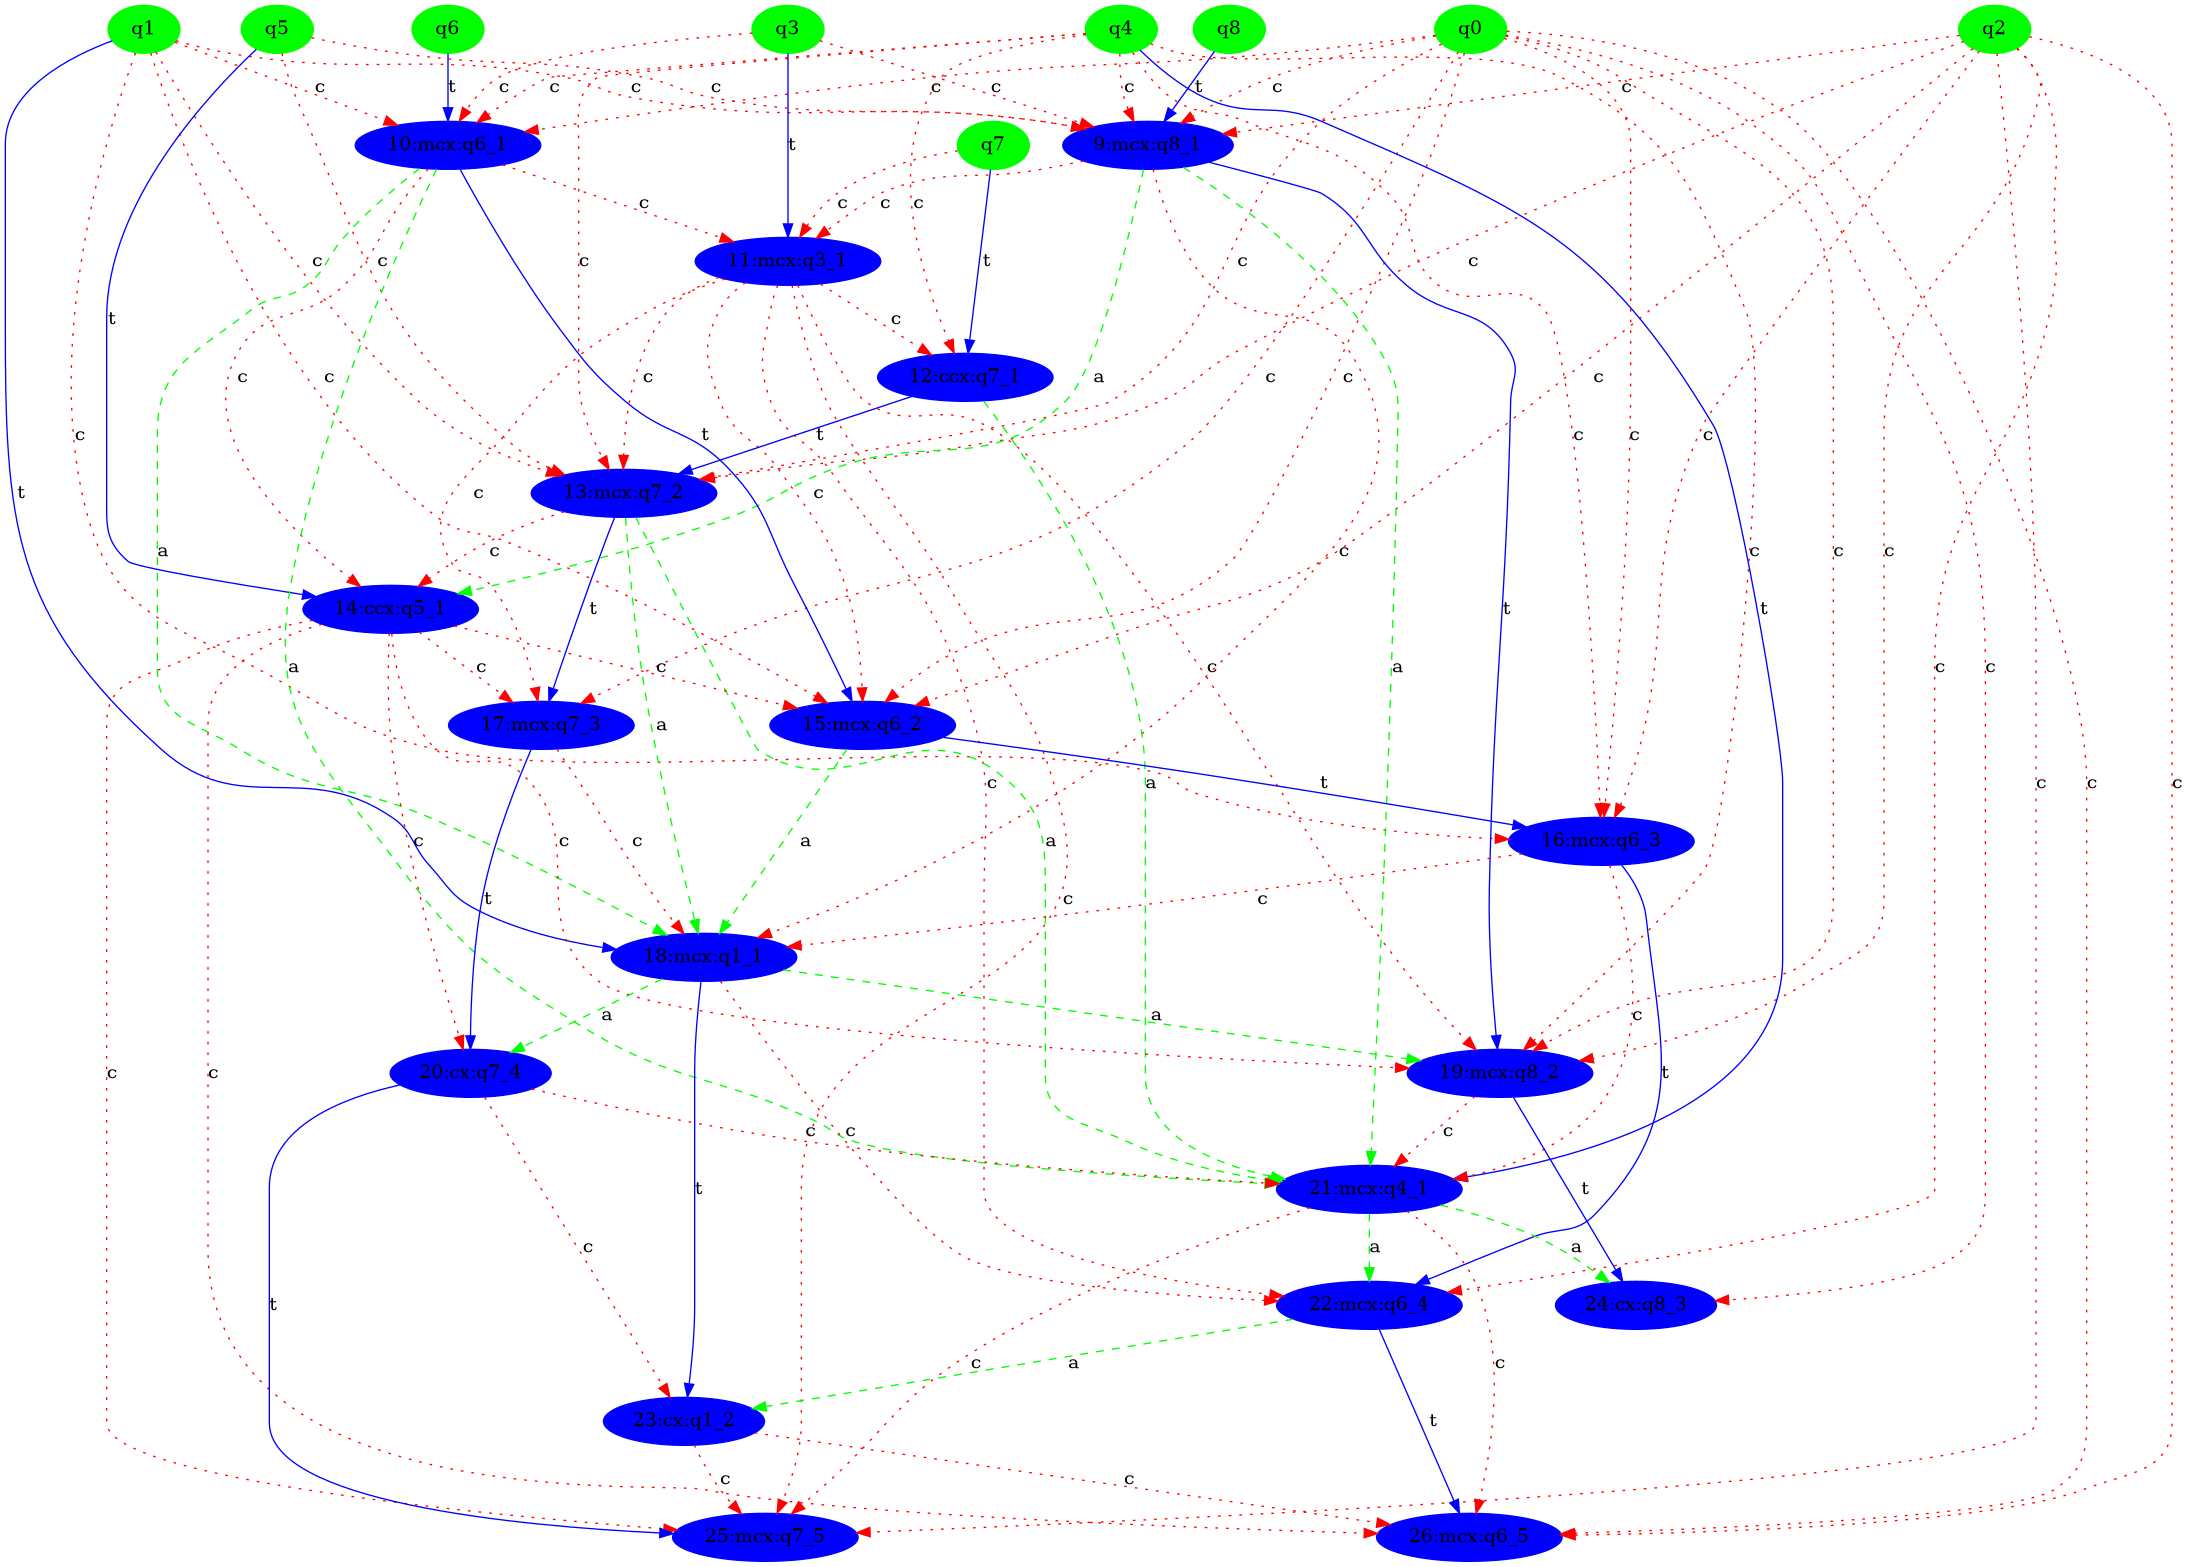 q1 q5 q6 q3 q4 q8 q0 q2
c t c c c c t c c
c c c c
10:mcx:q6_1 q7 9:mcx:q8_1
t
c c c c c
c c c c t c c
11:mcx:q3_1
t c
c c c a
12:ccx:q7_1
c c t c c
t c
13:mcx:q7_2
t c c c c c c c
a c c c
14:ccx:q5_1
t t
c c a c a
17:mcx:q7_3 15:mcx:q6_2
a
a c t c c
16:mcx:q6_3
c c a a c
t c c c
18:mcx:q1_1
a a c
20:cx:q7_4 19:mcx:q8_2
c c t
c c c c
21:mcx:q4_1
t c c t
c a a
22:mcx:q6_4 24:cx:q8_3
t
c a c
23:cx:q1_2
t
c c
25:mcx:q7_5 26:mcx:q6_5